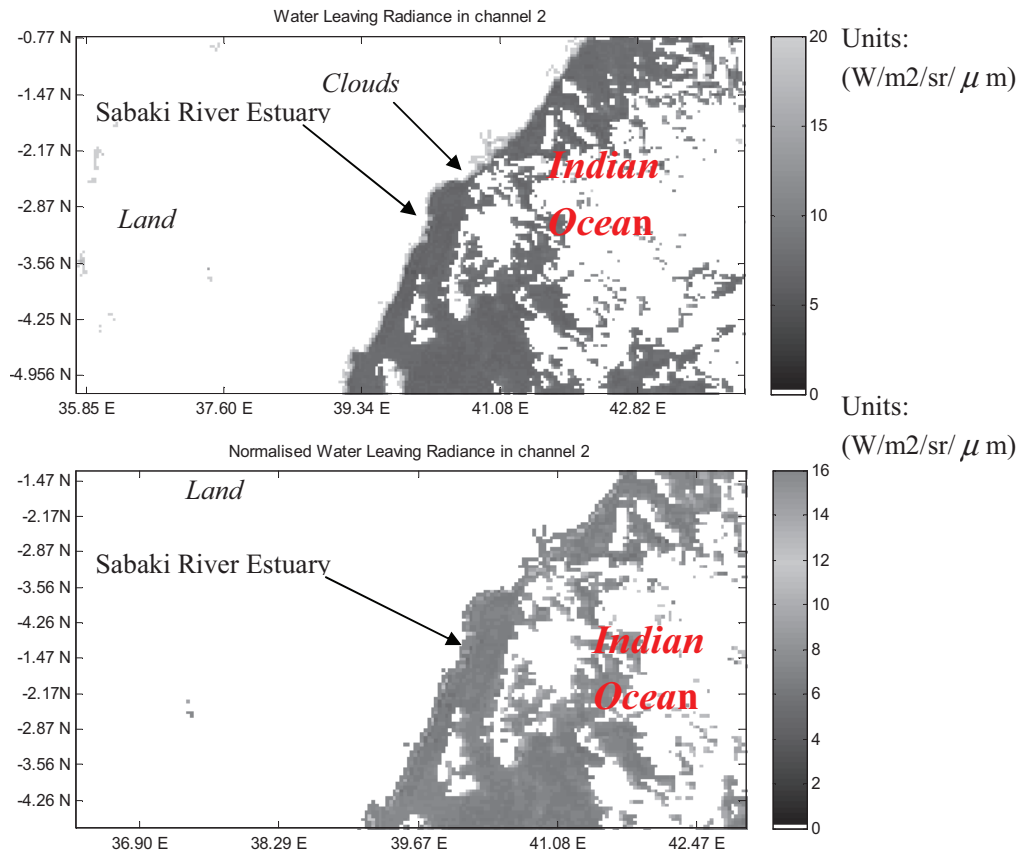 Water Leaving Radiance in channel 2
Units:
(W/m2/sr/ μ m)
-0.77 N
-1.47 N
-2.17 N
-2.87 N
-3.56 N
-4.25 N
-4.956 N
Clouds
Sabaki River Estuary
Land
Indian
Ocean
20
15
10
5
0
35.85 E
37.60 E
39.34 E
41.08 E
42.82 E
Units:
(W/m2/sr/ μ m)
Normalised Water Leaving Radiance in channel 2
-1.47 N
-2.17 N
-2.87 N
-3.56 N
-4.26 N
-1.47 N
-2.17 N
-2.87 N
-3.56 N
-4.26 N
Land
Sabaki River Estuary
Indian
Ocean
16
14
12
10
8
6
4
2
0
36.90 E
38.29 E
39.67 E
41.08 E
42.47 E